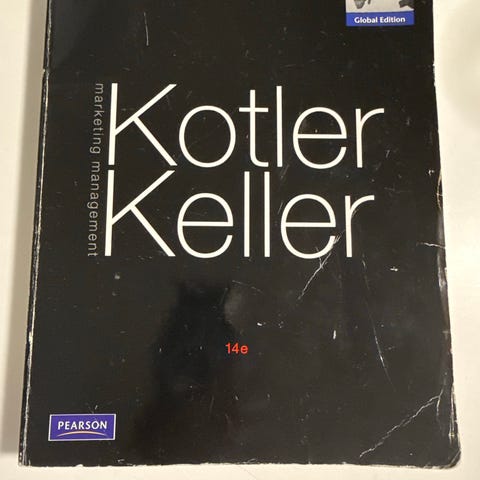 Global Edition
marketing management
Kotler
Keller
14e
PEARSON